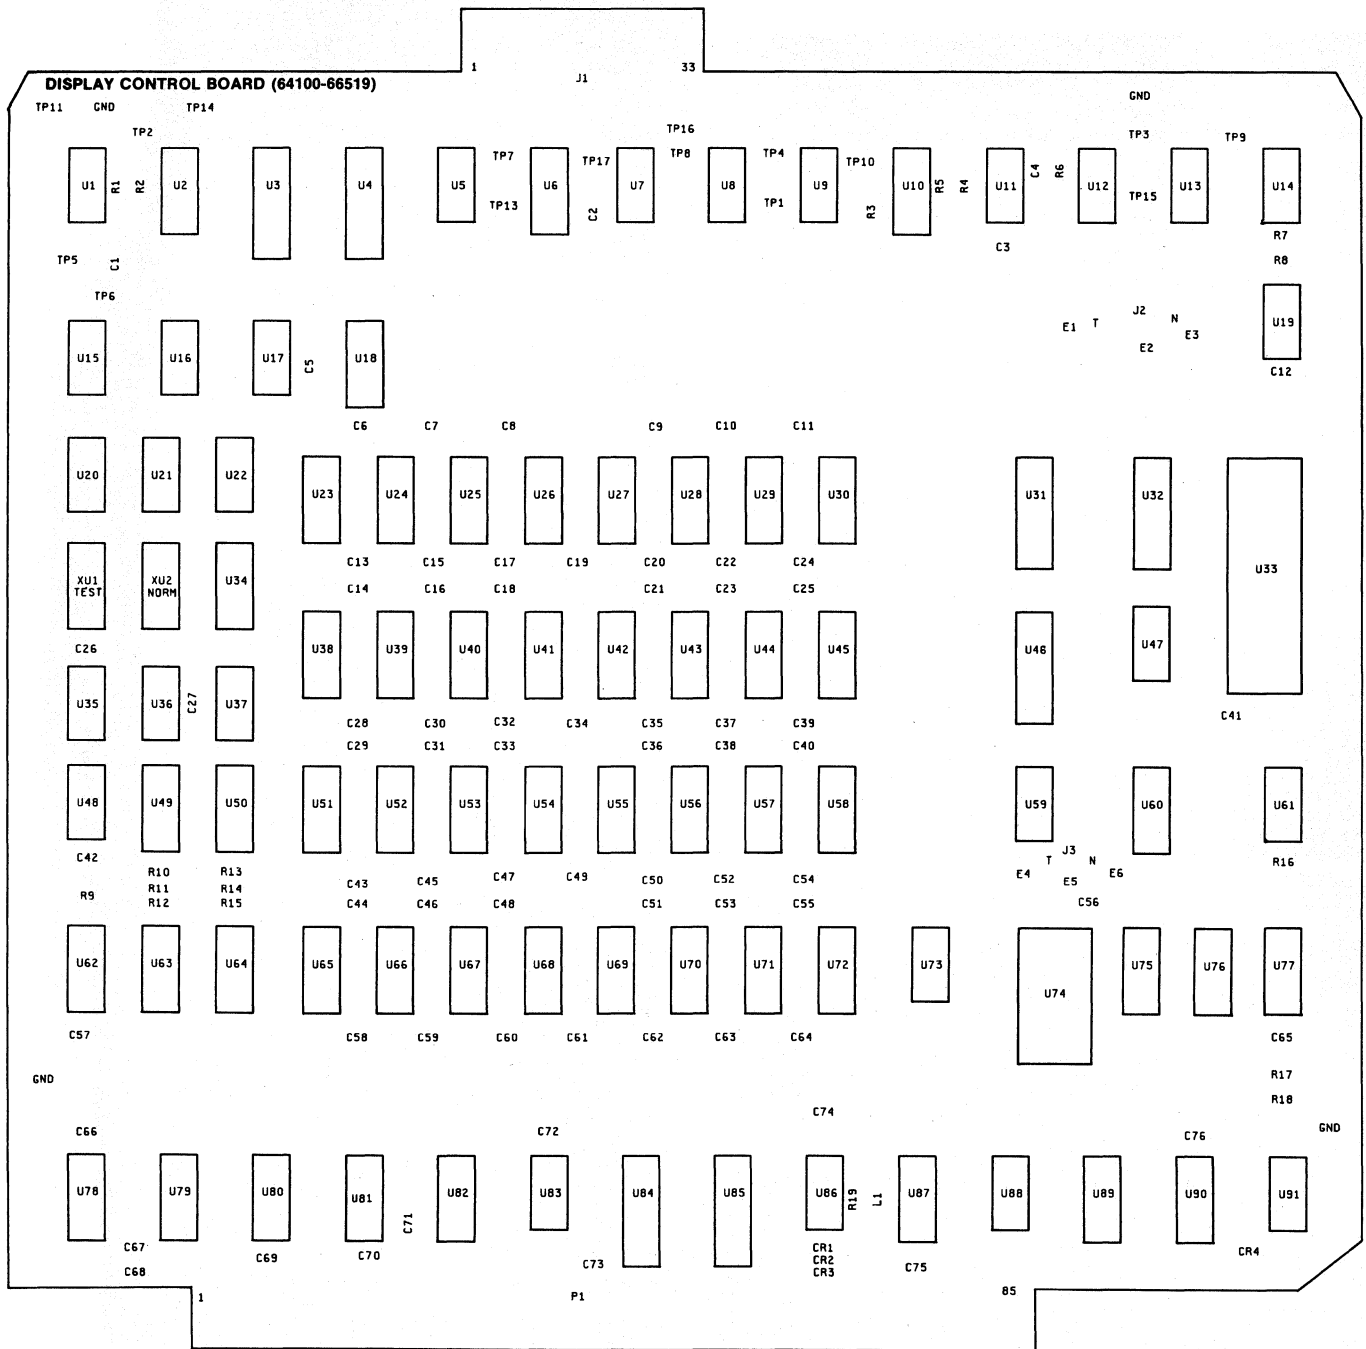 1 J1 33
DISPLAY CONTROL BOARD (64100-66519)
TP11 GND TP14 GND
TP2 TP16 TP3 TP9
TP7 TP17 TP8 TP4 TP10
U1 R1 R2 U2 U3 U4 U5 U6 U7 U8 U9 U10 R5 R4 U11 C4 R6 U12 TP15 U13 U14
TP13 C2 TP1 R3
R7
C3
TP5 C1 R8
TP6
J2
E1 T N U19
E3
E2
U15 U16 U17 C5 U18
C12
C6 C7 C8 C9 C10 C11
U20 U21 U22
U23 U24 U25 U26 U27 U28 U29 U30 U31 U32
C13 C15 C17 C19 C20 C22 C24
U33
XU1 XU2 U34
TEST NORM C14 C16 C18 C21 C23 C25
C26 U38 U39 U40 U41 U42 U43 U44 U45 U46 U47
U35 U36 C27 U37
C28 C30 C32 C34 C35 C37 C39 C41
C29 C31 C33 C36 C38 C40
U48 U49 U50 U51 U52 U53 U54 U55 U56 U57 U58 U59 U60 U61
J3
C42 T N R16
R10 R13 C47 C49 E4 E6
C43 C45 C50 C52 C54 E5
R9 R11 R14
R12 R15 C44 C46 C48 C51 C53 C55 C56
U62 U63 U64 U65 U66 U67 U68 U69 U70 U71 U72 U73 U75 U76 U77
U74
C57 C58 C59 C60 C61 C62 C63 C64 C65
GND R17
R18
C74
C66 C72 C76 GND
U78 U79 U80 U81 U82 U83 U84 U85 U86 R19 L1 U87 U88 U89 U90 U91
C71
C67 C69 C70 CR1 CR4
CR2
C68 C73 CR3 C75
1 P1 85